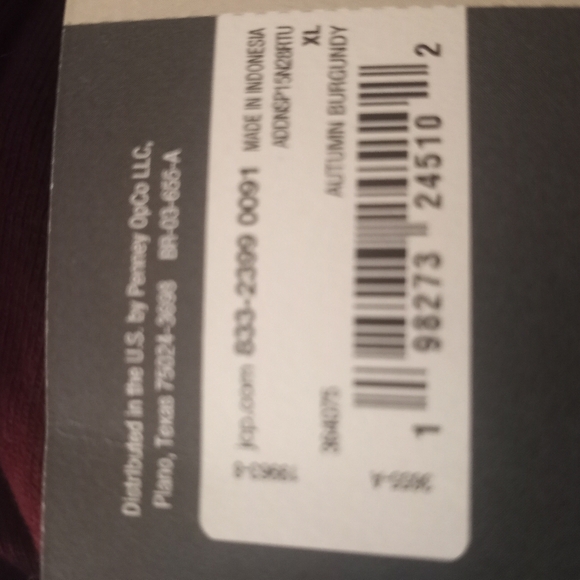 Distributed in the U.S. by Penney OpCo LLC,
Plano, Texas 75024-3698 BR-03-655-A
jcp.com 833-2399 0091 MADE IN INDONESIA
ADDNSP15N28RTU
XL
AUTUMN BURGUNDY
1 98273 24510 2